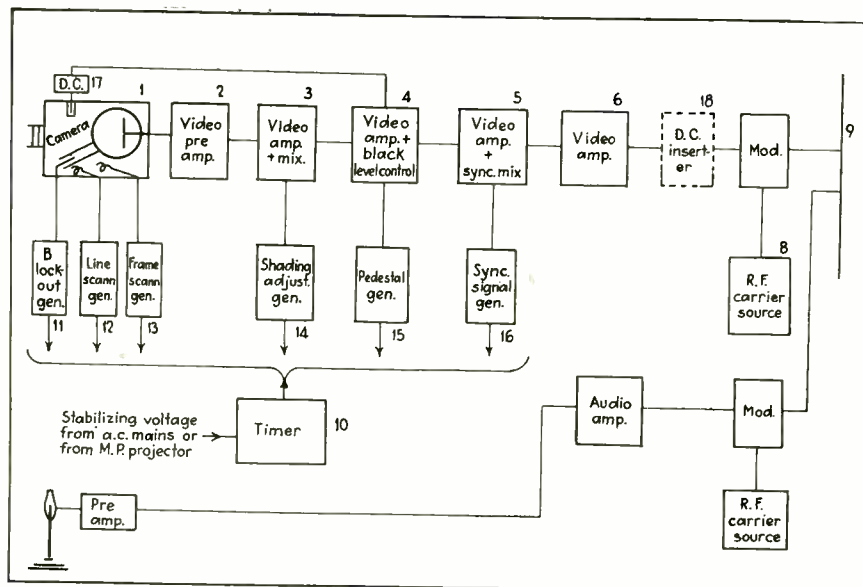 D.C.
17
1
2
3
4
5
6
18
9
Camera
Video
pre
amp.
Video
amp.
+ mix.
Video
amp. +
black
level control
Video
amp.
+
sync. mix
Video
amp.
D.C.
insert-
er
Mod.
8
B
lock-
out
gen.
Line
scann
gen.
Frame
scann
gen.
Shading
adjust.
gen.
Pedestal
gen.
Sync.
signal
gen.
R.F.
carrier
source
11
12
13
14
15
16
Stabilizing voltage
from a.c. mains or
from M.P. projector
Timer
10
Audio
amp.
Mod.
Pre
amp.
R.F.
carrier
source